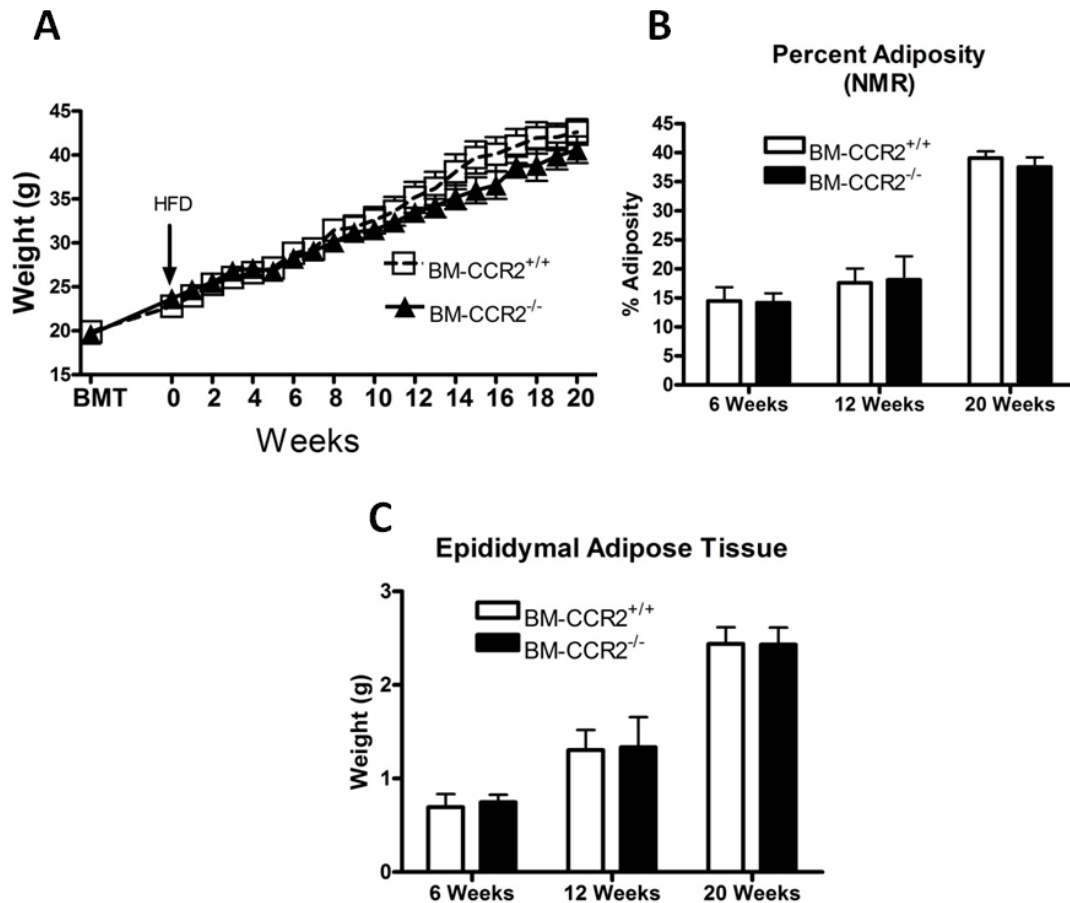 A
Weight (g)
45
40
35
30
25
20
15
HFD
BM-CCR2+/+
BM-CCR2-/-
BMT 0 2 4 6 8 10 12 14 16 18 20
Weeks
B
Percent Adiposity
(NMR)
% Adiposity
45
40
35
30
25
20
15
10
5
0
BM-CCR2+/+
BM-CCR2-/-
6 Weeks 12 Weeks 20 Weeks
C
Epididymal Adipose Tissue
Weight (g)
3
2
1
0
BM-CCR2+/+
BM-CCR2-/-
6 Weeks 12 Weeks 20 Weeks